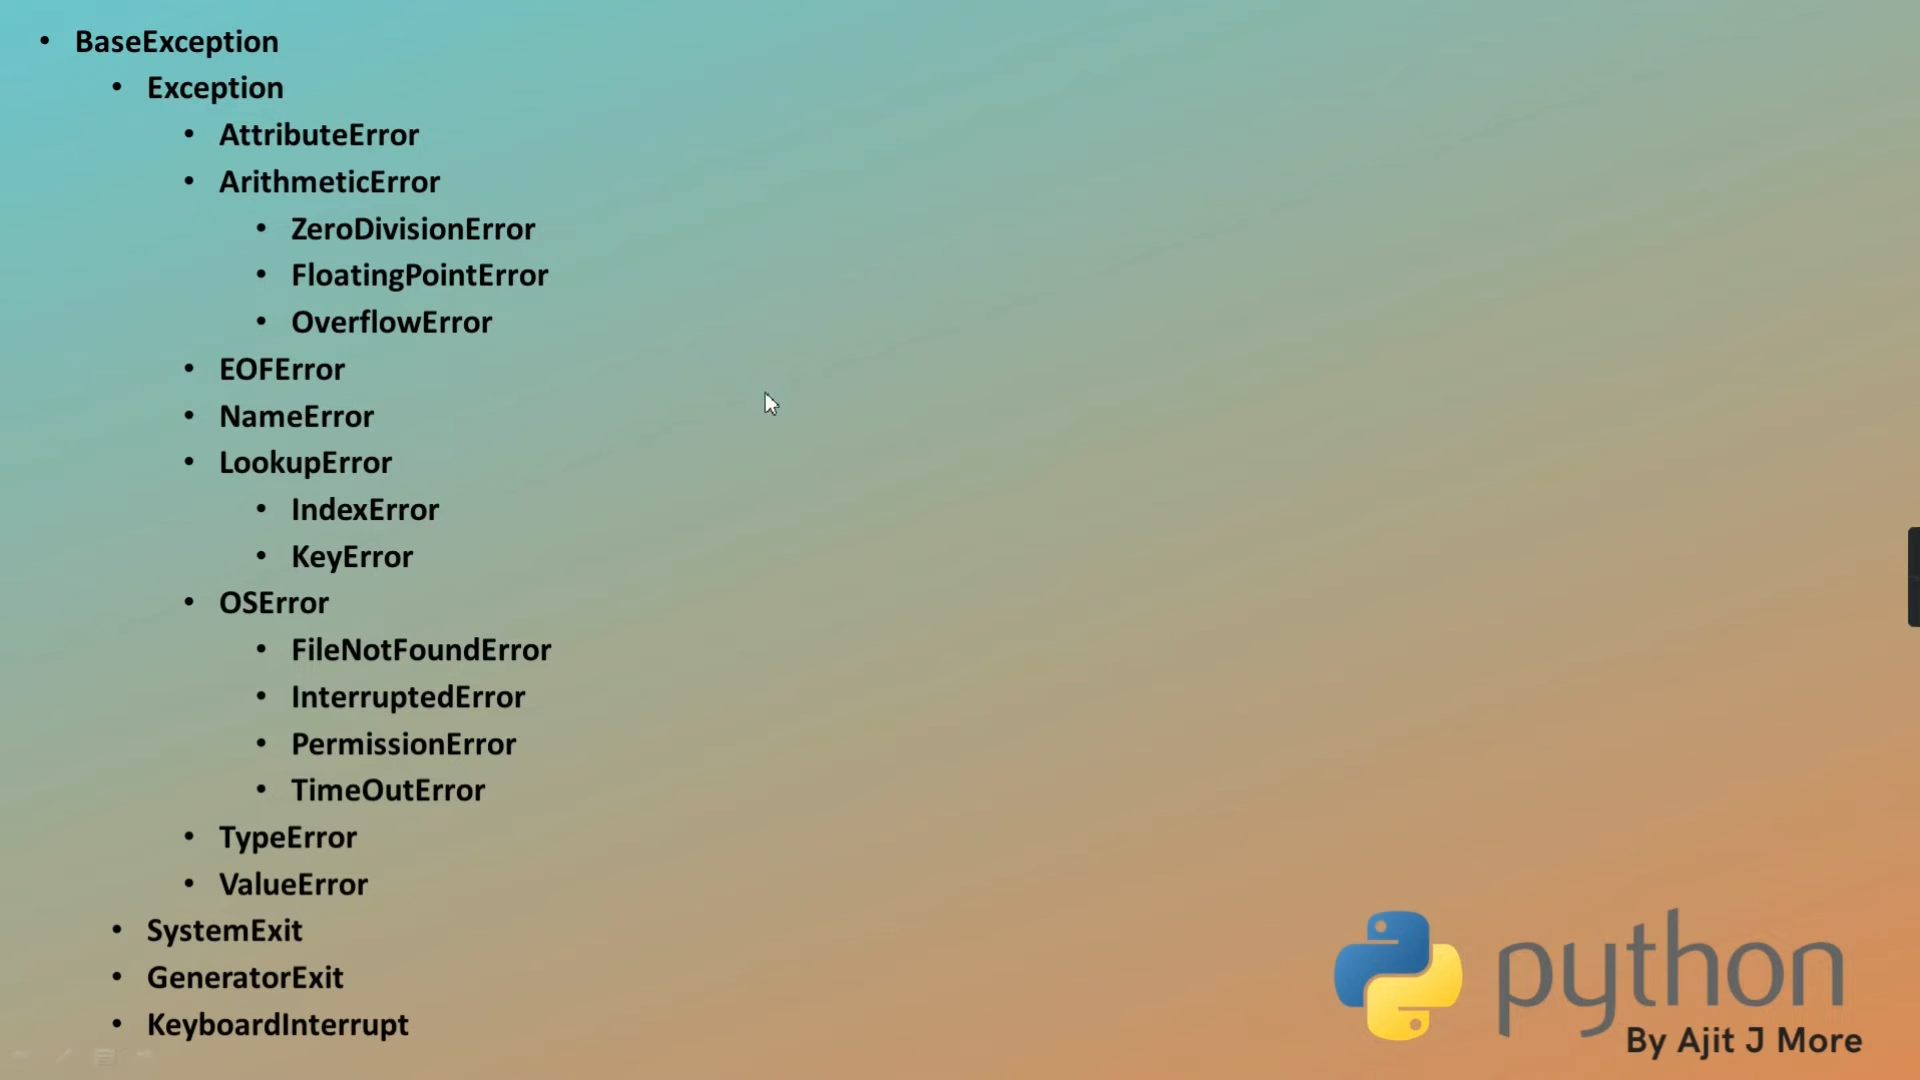 • BaseException
• Exception
• AttributeError
• ArithmeticError
• ZeroDivisionError
• FloatingPointError
• OverflowError
• EOFError
• NameError
• LookupError
• IndexError
• KeyError
• OSError
• FileNotFoundError
• InterruptedError
• PermissionError
• TimeOutError
• TypeError
• ValueError
• SystemExit
• GeneratorExit
• KeyboardInterrupt
python
By Ajit J More